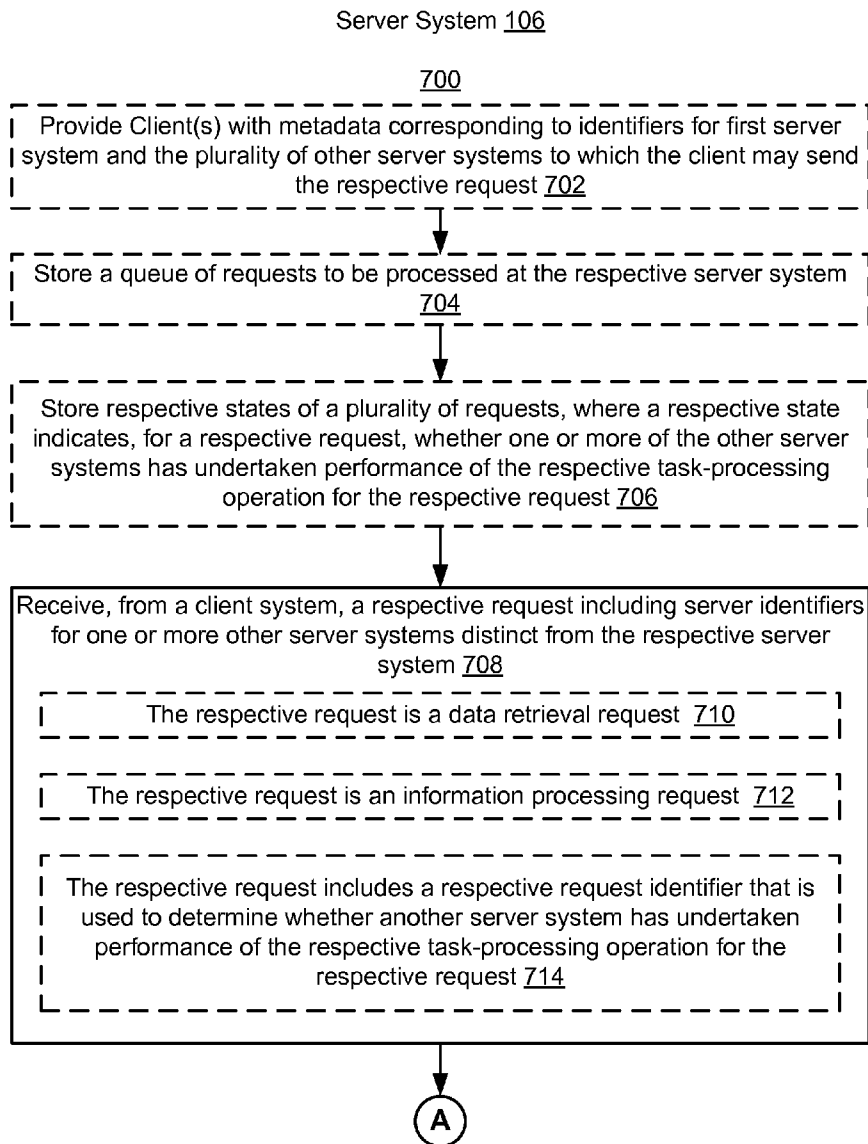 Server System 106
700
Provide Client(s) with metadata corresponding to identifiers for first server
system and the plurality of other server systems to which the client may send
the respective request 702
Store a queue of requests to be processed at the respective server system
704
Store respective states of a plurality of requests, where a respective state
indicates, for a respective request, whether one or more of the other server
systems has undertaken performance of the respective task-processing
operation for the respective request 706
Receive, from a client system, a respective request including server identifiers
for one or more other server systems distinct from the respective server
system 708
The respective request is a data retrieval request 710
The respective request is an information processing request 712
The respective request includes a respective request identifier that is
used to determine whether another server system has undertaken
performance of the respective task-processing operation for the
respective request 714
A